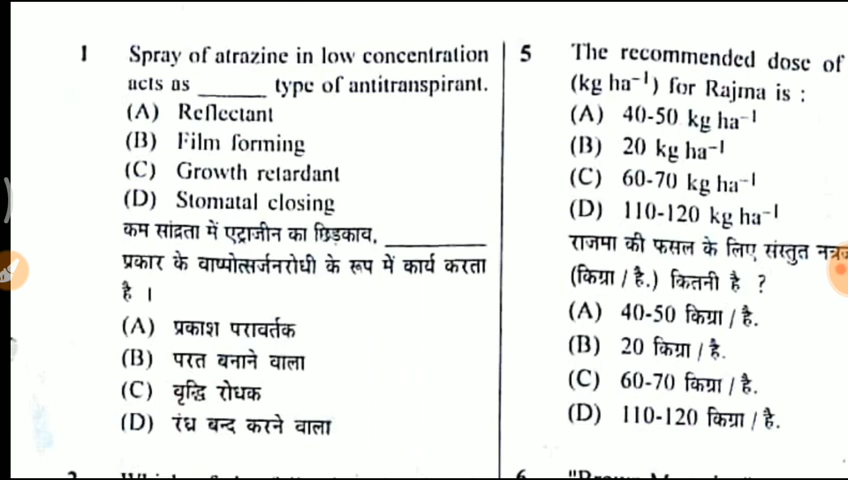 1 Spray of atrazine in low concentration
acts as ______ type of antitranspirant.
(A) Reflectant
(B) Film forming
(C) Growth retardant
(D) Stomatal closing
कम सांद्रता में एट्राजीन का छिड़काव, ______
प्रकार के वाष्पोत्सर्जनरोधी के रूप में कार्य करता
है ।
(A) प्रकाश परावर्तक
(B) परत बनाने वाला
(C) वृद्धि रोधक
(D) रंध्र बन्द करने वाला
5 The recommended dose of
(kg ha⁻¹) for Rajma is :
(A) 40-50 kg ha⁻¹
(B) 20 kg ha⁻¹
(C) 60-70 kg ha⁻¹
(D) 110-120 kg ha⁻¹
राजमा की फसल के लिए संस्तुत
(किग्रा / है.) कितनी है ?
(A) 40-50 किग्रा / है.
(B) 20 किग्रा / है.
(C) 60-70 किग्रा / है.
(D) 110-120 किग्रा / है.